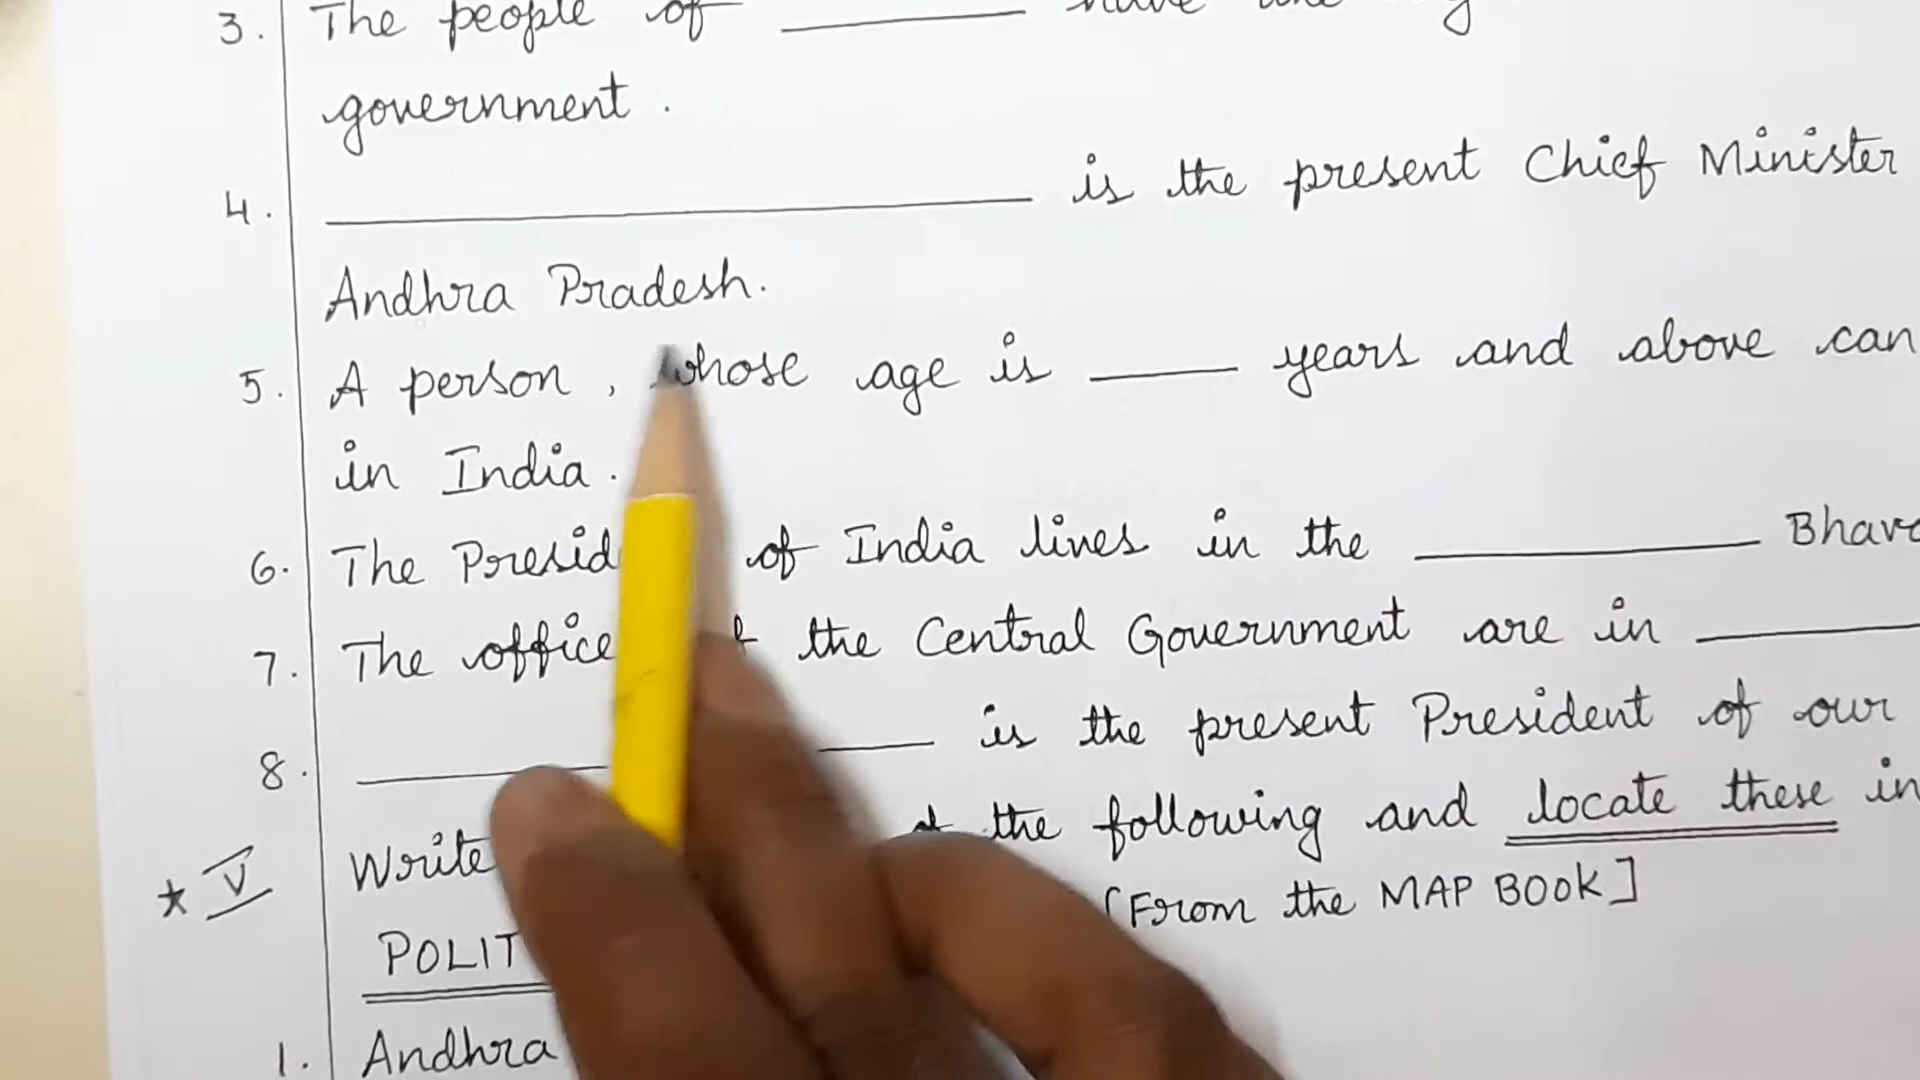 3. The people of ______ have the
government.
4. ______ is the present Chief Minister
Andhra Pradesh.
5. A person, whose age is ____ years and above can
in India.
6. The of India lives in the ______ Bhava
7. The the Central Government are in ______
8. ______ is the present President of our
* V Write the following and locate these in
POLIT [From the MAP BOOK]
1. Andhra